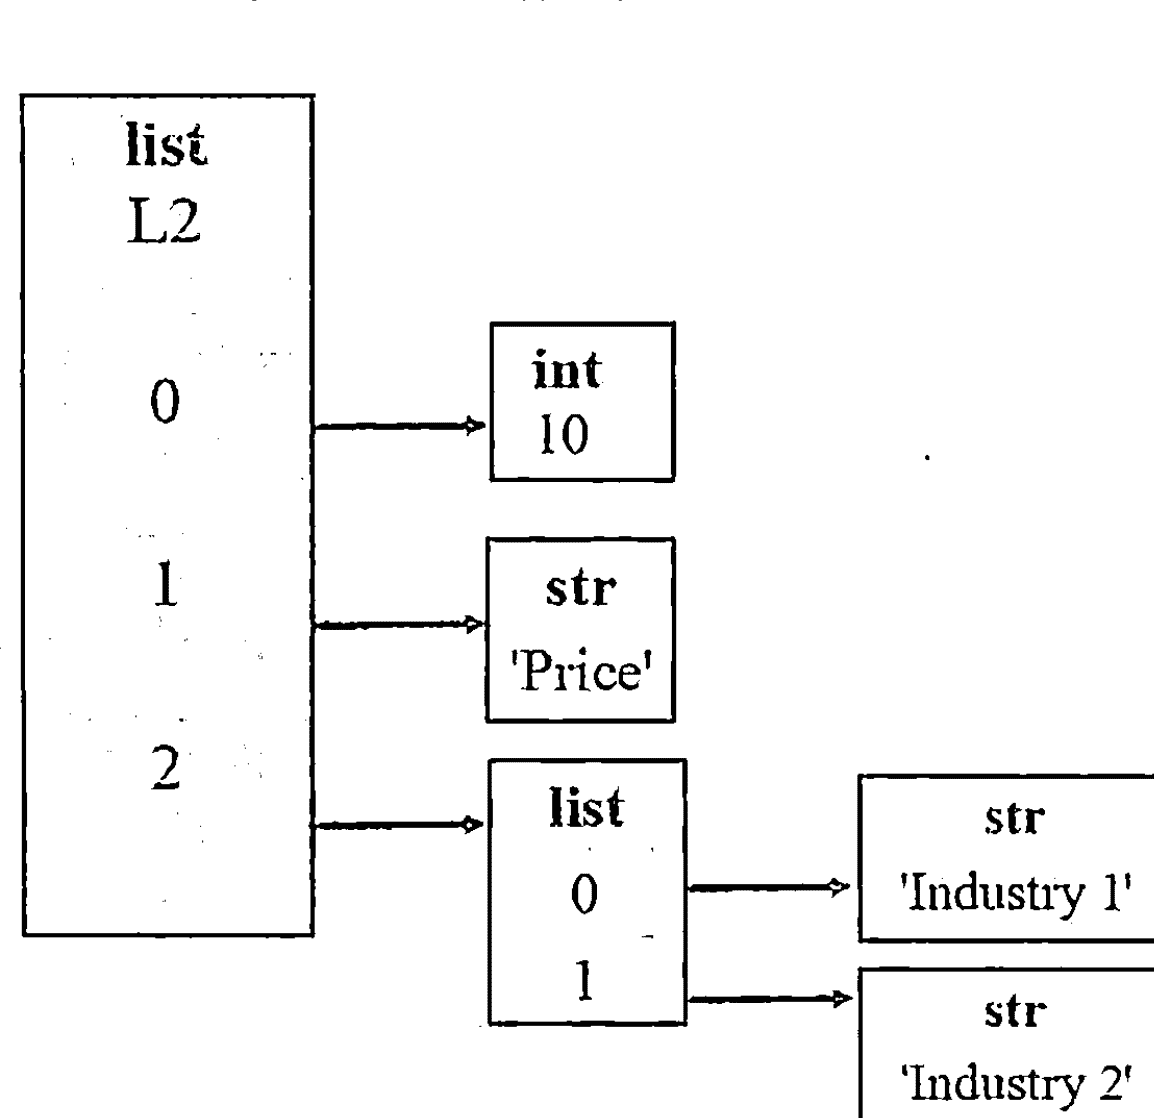 list
L2
0
1
2
int
10
str
'Price'
list
0
1
str
'Industry 1'
str
'Industry 2'